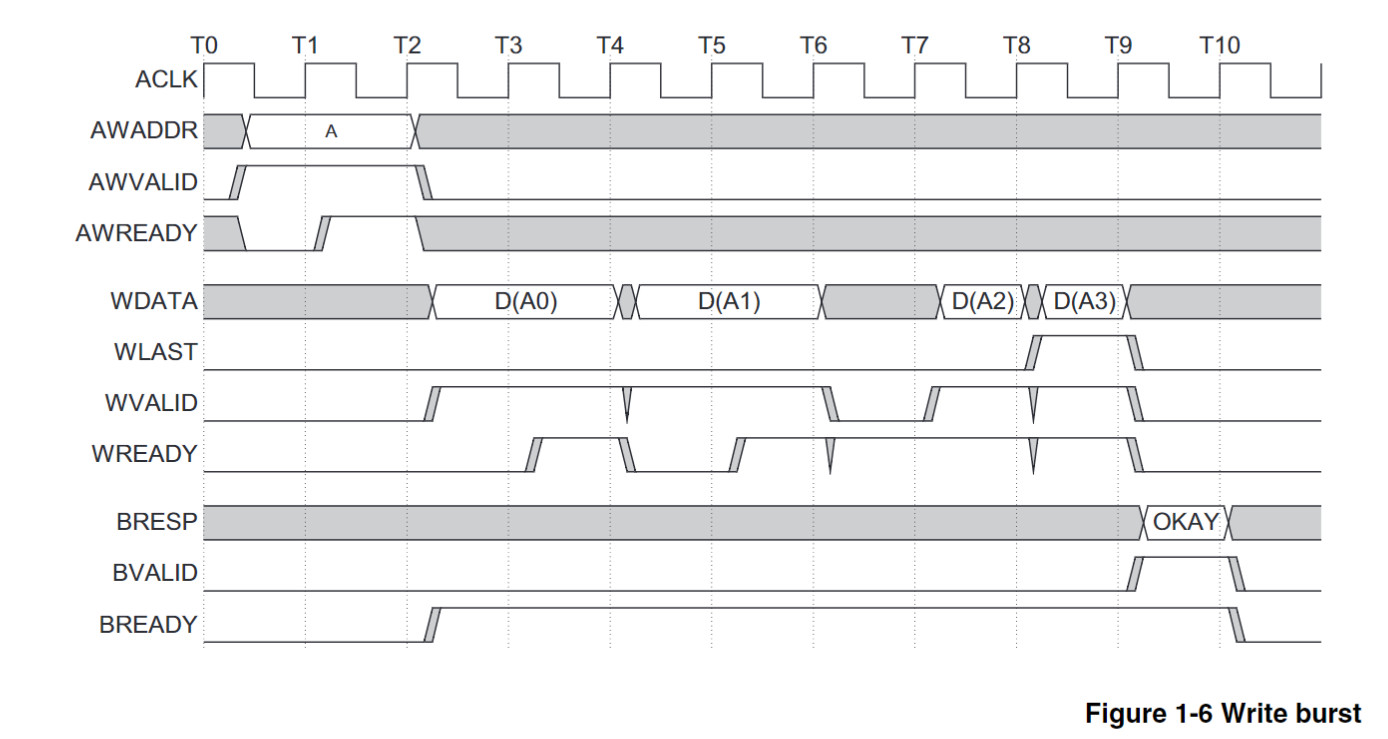 T0 T1 T2 T3 T4 T5 T6 T7 T8 T9 T10
ACLK
AWADDR A
AWVALID
AWREADY
WDATA D(A0) D(A1) D(A2) D(A3)
WLAST
WVALID
WREADY
BRESP OKAY
BVALID
BREADY
Figure 1-6 Write burst